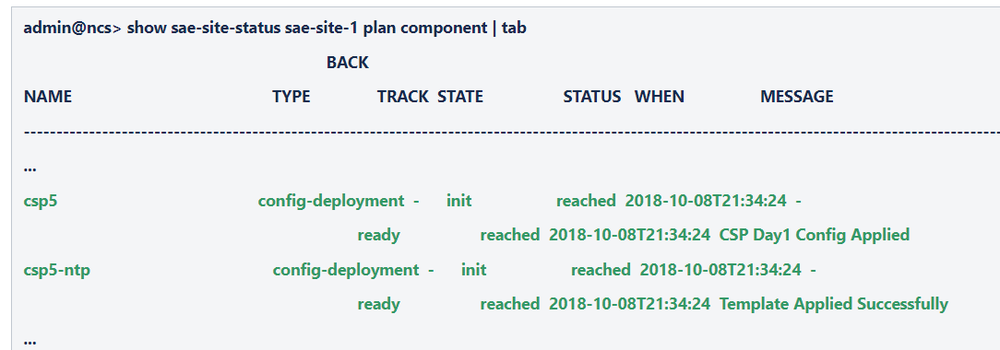 admin@ncs> show sae-site-status sae-site-1 plan component | tab
BACK
NAME TYPE TRACK STATE STATUS WHEN MESSAGE
--------------------------------------------------------------------------------------------------------------------------------------------------------
...
csp5 config-deployment - init reached 2018-10-08T21:34:24 -
ready reached 2018-10-08T21:34:24 CSP Day1 Config Applied
csp5-ntp config-deployment - init reached 2018-10-08T21:34:24 -
ready reached 2018-10-08T21:34:24 Template Applied Successfully
...